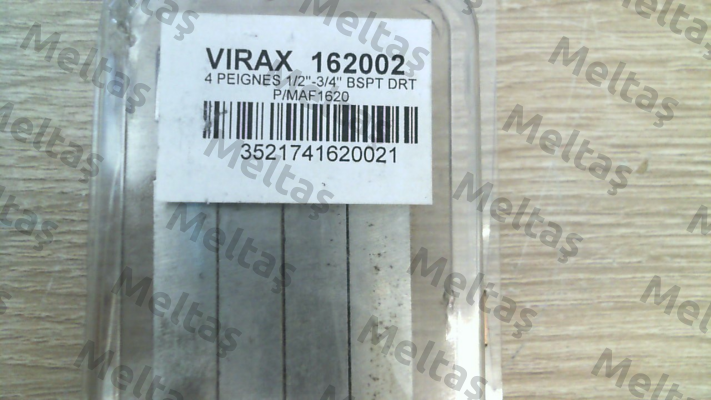 VIRAX 162002
4 PEIGNES 1/2"-3/4" BSPT DRT
P/MAF1620
3521741620021
Meltaş